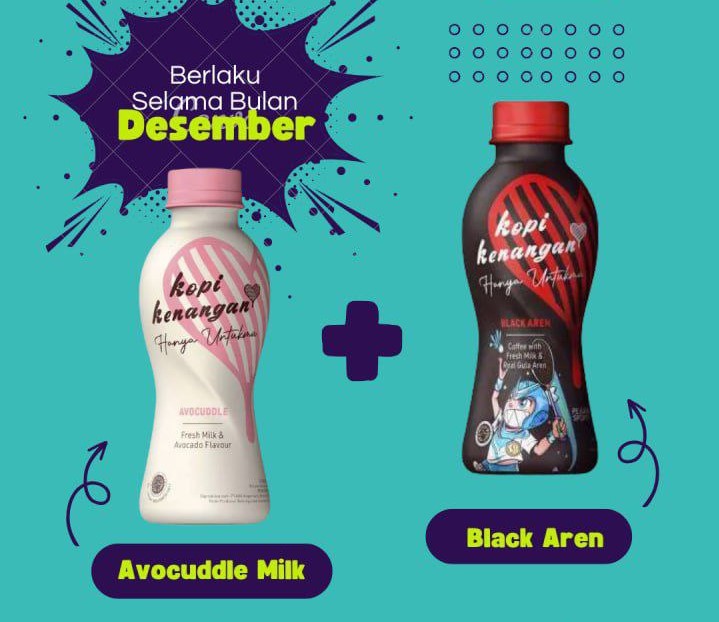 Berlaku
Selama Bulan
Desember
kopi
kenangan
Hanya Untukmu
AVOCUDDLE
Fresh Milk &
Avocado Flavour
Avocuddle Milk
kopi
kenangan
Hanya Untukmu
BLACK AREN
Coffee with
Fresh Milk &
Real Gula Aren
Black Aren